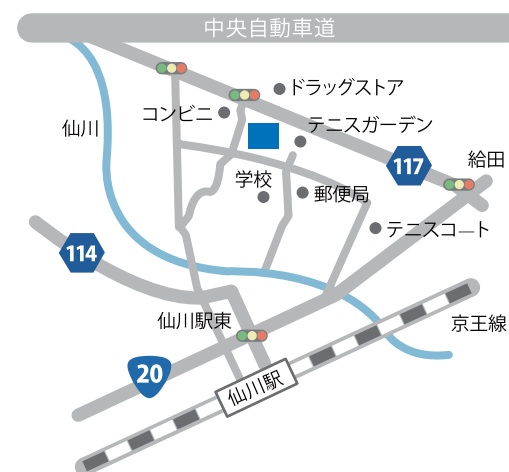 中央自動車道
ドラッグストア
コンビニ
テニスガーデン
仙川
117
給田
学校
郵便局
テニスコート
114
仙川駅東
京王線
20
仙川駅